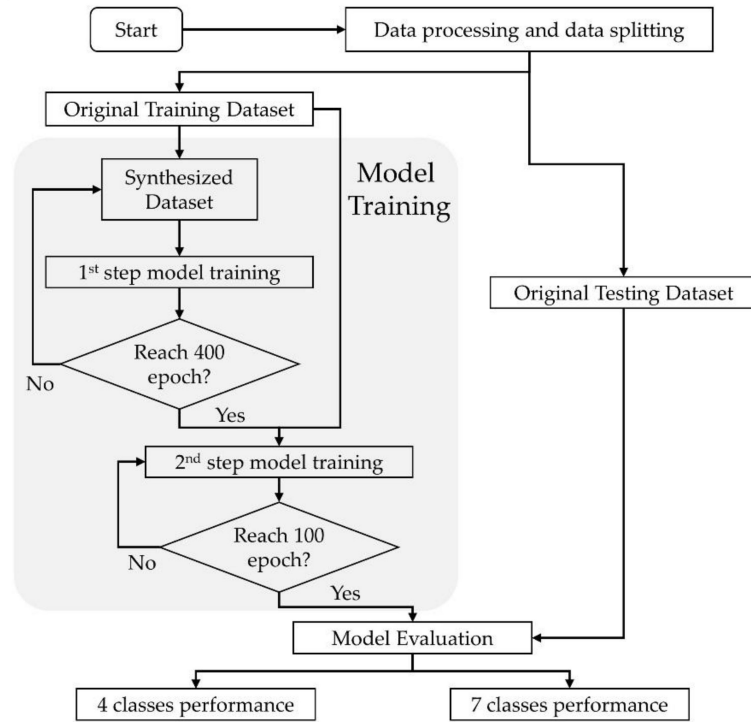 Start
Data processing and data splitting
Original Training Dataset
Model
Training
Synthesized
Dataset
1st step model training
Original Testing Dataset
Reach 400
epoch?
No
Yes
2nd step model training
Reach 100
epoch?
No
Yes
Model Evaluation
4 classes performance
7 classes performance